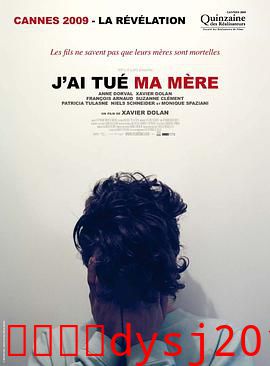 CANNES 2009 - LA RÉVÉLATION
CANNES 2009
Quinzaine
des Réalisateurs
Les fils ne savent pas que leurs mères sont mortelles
J'AI TUÉ MA MÈRE
ANNE DORVAL XAVIER DOLAN
FRANÇOIS ARNAUD SUZANNE CLÉMENT
PATRICIA TULASNE NIELS SCHNEIDER ET MONIQUE SPAZIANI
UN FILM DE XAVIER DOLAN
dysj20